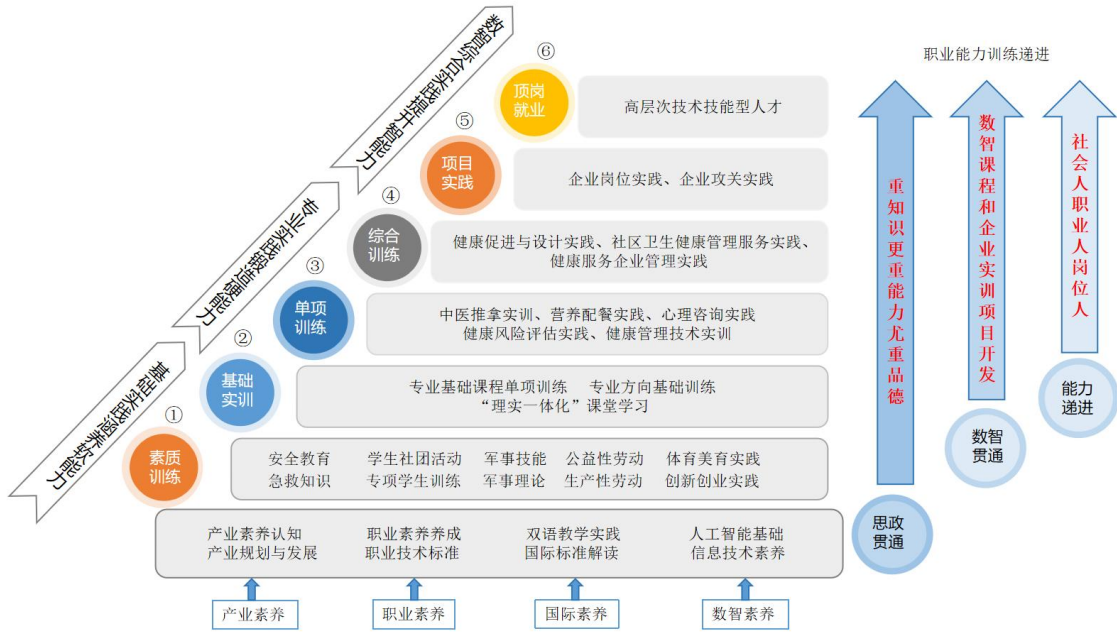 职业能力训练递进
数智综合实践提升智能力
专业实践锻造硬能力
基础实践涵养软能力
⑥
顶岗
就业
高层次技术技能型人才
⑤
项目
实践
企业岗位实践、企业攻关实践
④
综合
训练
健康促进与设计实践、社区卫生健康管理服务实践、
健康服务企业管理实践
③
单项
训练
中医推拿实训、营养配餐实践、心理咨询实践
健康风险评估实践、健康管理技术实训
②
基础
实训
专业基础课程单项训练 专业方向基础训练
“理实一体化”课堂学习
①
素质
训练
安全教育 学生社团活动 军事技能 公益性劳动 体育美育实践
急救知识 专项学生训练 军事理论 生产性劳动 创新创业实践
产业素养认知 职业素养养成 双语教学实践 人工智能基础
产业规划与发展 职业技术标准 国际标准解读 信息技术素养
产业素养 职业素养 国际素养 数智素养
重知识更重能力尤重品德
思政
贯通
数智课程和企业实训项目开发
数智
贯通
社会人职业人岗位人
能力
递进